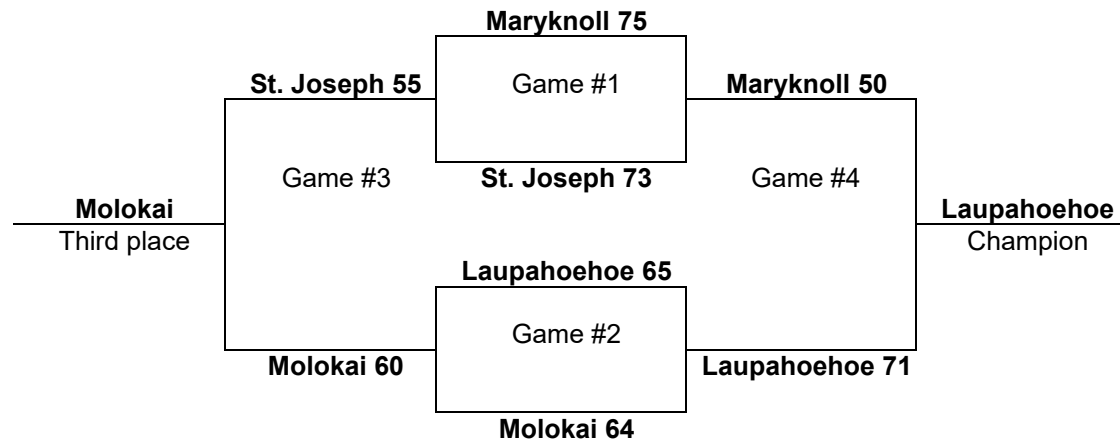 Maryknoll 75
St. Joseph 55
Game #1
Maryknoll 50
Game #3
St. Joseph 73
Game #4
Molokai
Third place
Laupahoehoe
Champion
Laupahoehoe 65
Game #2
Molokai 60
Laupahoehoe 71
Molokai 64